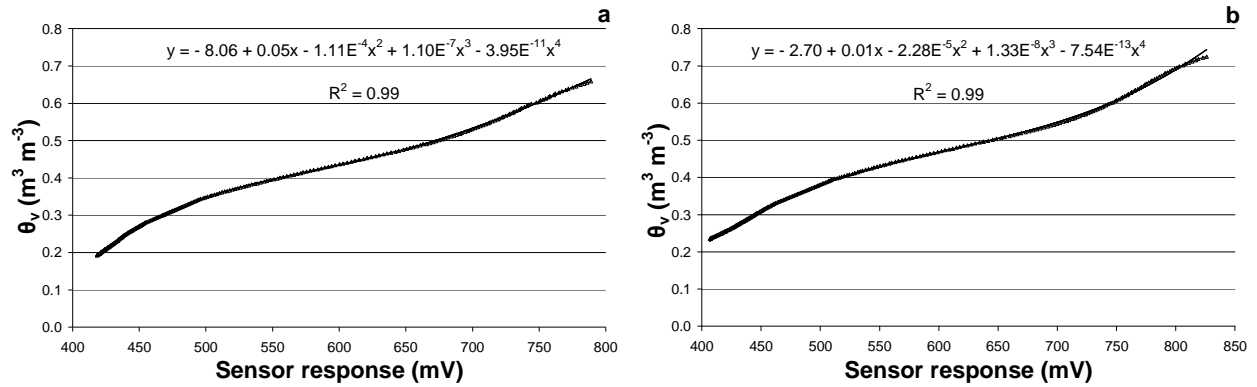 a
y = - 8.06 + 0.05x - 1.11E⁻⁴x² + 1.10E⁻⁷x³ - 3.95E⁻¹¹x⁴
R² = 0.99
θᵥ (m³ m⁻³)
0.8
0.7
0.6
0.5
0.4
0.3
0.2
0.1
0.0
400 450 500 550 600 650 700 750 800
Sensor response (mV)
b
y = - 2.70 + 0.01x - 2.28E⁻⁵x² + 1.33E⁻⁸x³ - 7.54E⁻¹³x⁴
R² = 0.99
θᵥ (m³ m⁻³)
0.8
0.7
0.6
0.5
0.4
0.3
0.2
0.1
0.0
400 450 500 550 600 650 700 750 800 850
Sensor response (mV)